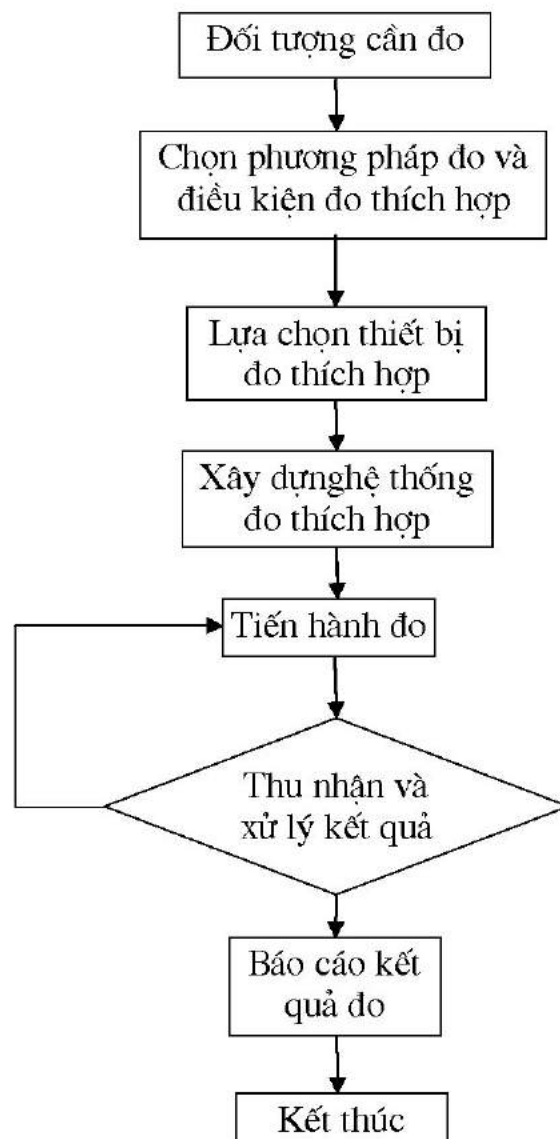 Đối tượng cần đo
Chọn phương pháp đo và
điều kiện đo thích hợp
Lựa chọn thiết bị
đo thích hợp
Xây dựnghệ thống
đo thích hợp
Tiến hành đo
Thu nhận và
xử lý kết quả
Báo cáo kết
quả đo
Kết thúc